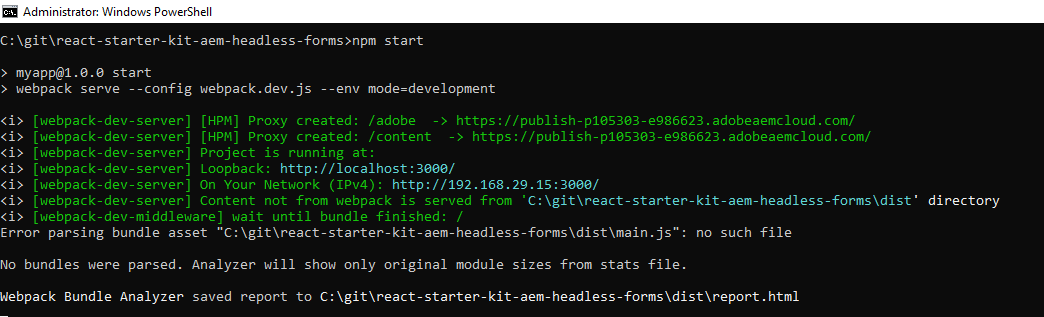 Administrator: Windows PowerShell
C:\git\react-starter-kit-aem-headless-forms>npm start
> myapp@1.0.0 start
> webpack serve --config webpack.dev.js --env mode=development
<i> [webpack-dev-server] [HPM] Proxy created: /adobe  -> https://publish-p105303-e986623.adobeaemcloud.com/
<i> [webpack-dev-server] [HPM] Proxy created: /content  -> https://publish-p105303-e986623.adobeaemcloud.com/
<i> [webpack-dev-server] Project is running at:
<i> [webpack-dev-server] Loopback: http://localhost:3000/
<i> [webpack-dev-server] On Your Network (IPv4): http://192.168.29.15:3000/
<i> [webpack-dev-server] Content not from webpack is served from 'C:\git\react-starter-kit-aem-headless-forms\dist' directory
<i> [webpack-dev-middleware] wait until bundle finished: /
Error parsing bundle asset "C:\git\react-starter-kit-aem-headless-forms\dist\main.js": no such file
No bundles were parsed. Analyzer will show only original module sizes from stats file.
Webpack Bundle Analyzer saved report to C:\git\react-starter-kit-aem-headless-forms\dist\report.html